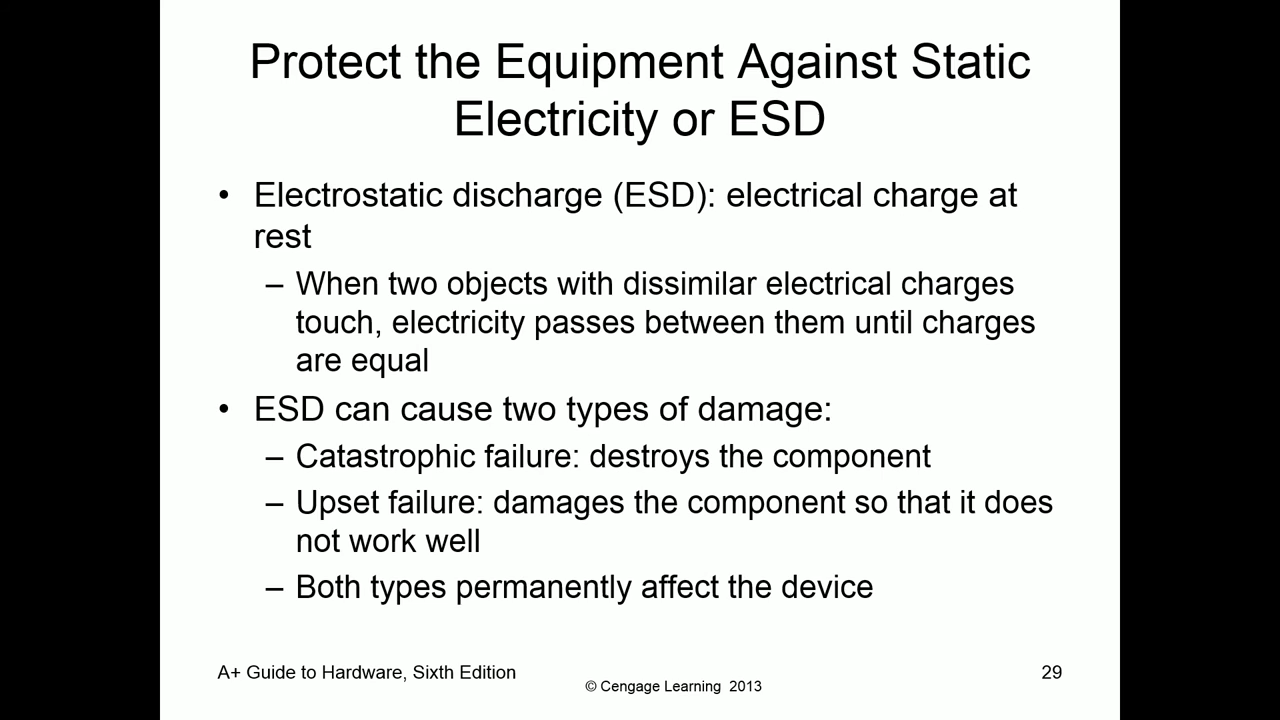 Protect the Equipment Against Static
Electricity or ESD
• Electrostatic discharge (ESD): electrical charge at
rest
– When two objects with dissimilar electrical charges
touch, electricity passes between them until charges
are equal
• ESD can cause two types of damage:
– Catastrophic failure: destroys the component
– Upset failure: damages the component so that it does
not work well
– Both types permanently affect the device
A+ Guide to Hardware, Sixth Edition
© Cengage Learning 2013
29